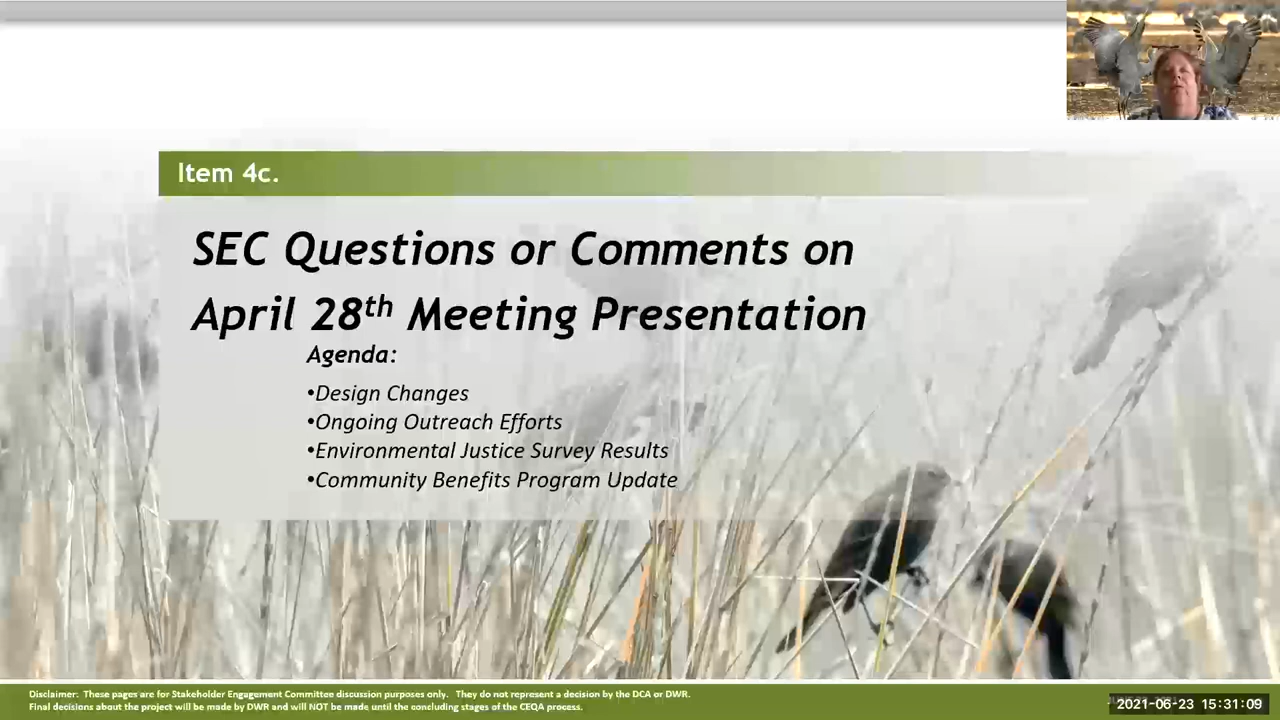 Item 4c.
SEC Questions or Comments on
April 28th Meeting Presentation
Agenda:
•Design Changes
•Ongoing Outreach Efforts
•Environmental Justice Survey Results
•Community Benefits Program Update
Disclaimer: These pages are for Stakeholder Engagement Committee discussion purposes only. They do not represent a decision by the DCA or DWR.
Final decisions about the project will be made by DWR and will NOT be made until the concluding stages of the CEQA process.
2021-06-23 15:31:09